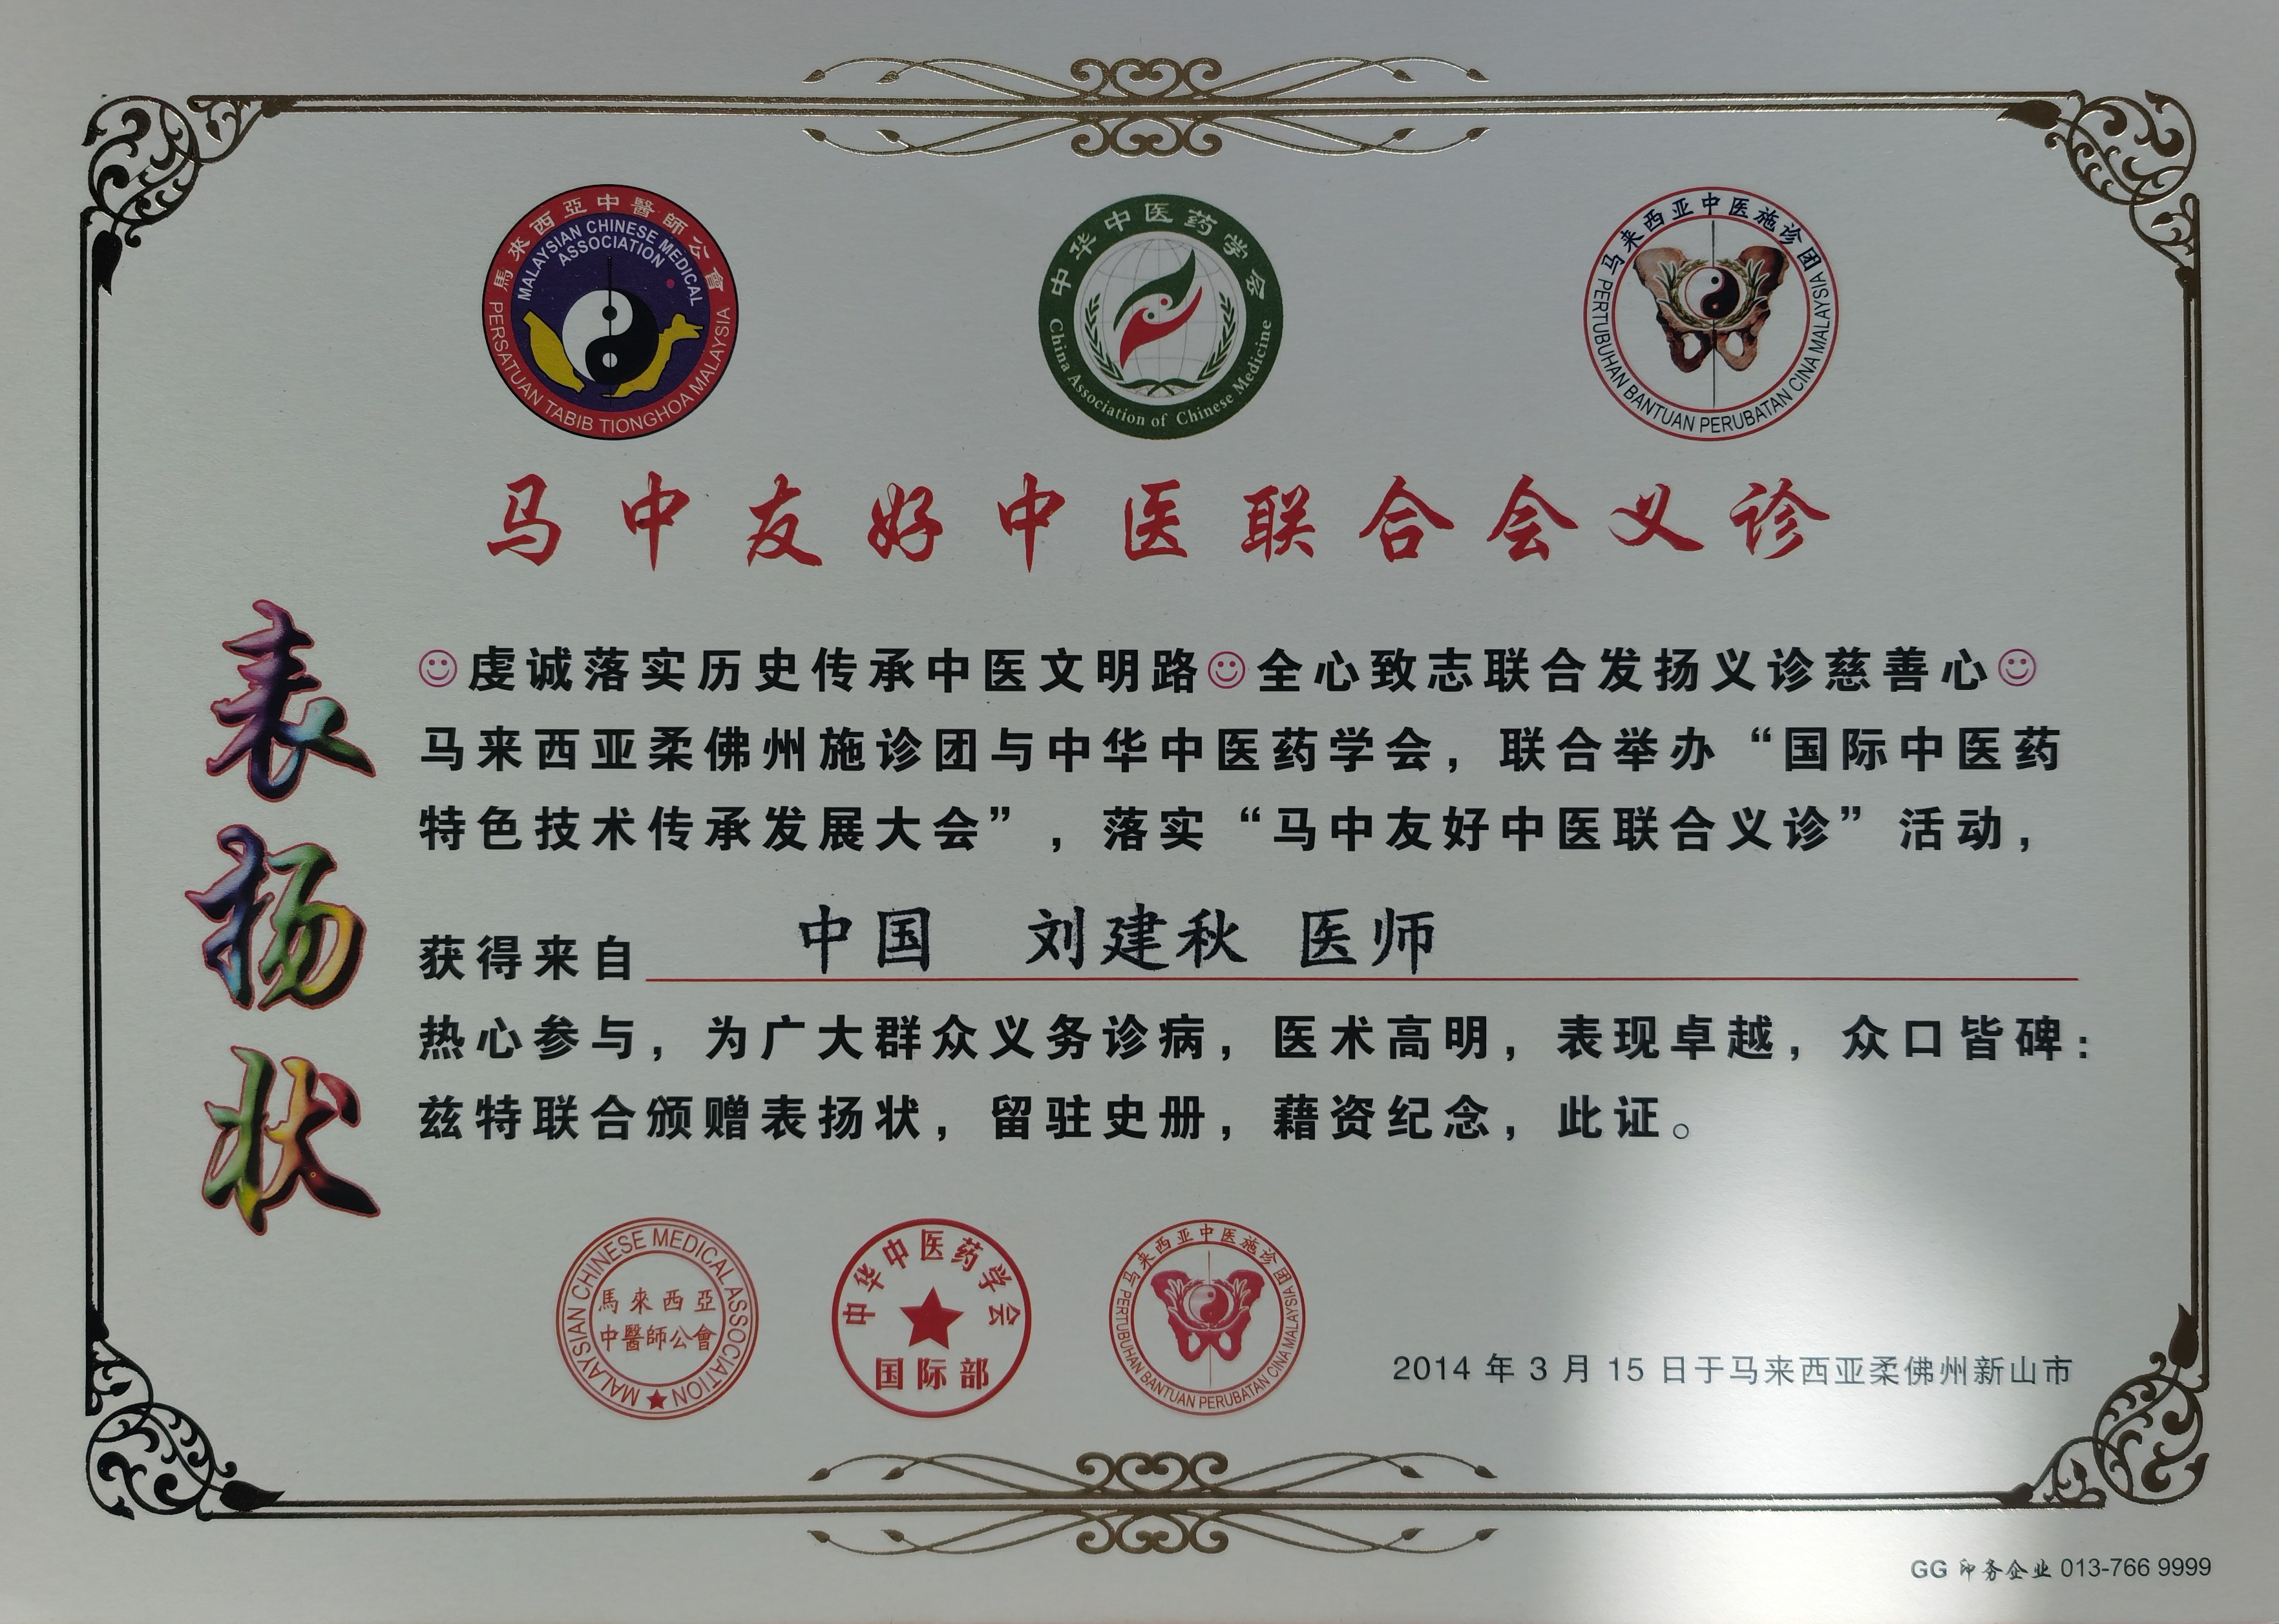 馬來西亞中醫師公會
MALAYSIAN CHINESE MEDICAL
ASSOCIATION
PERSATUAN TABIB TIONGHOA MALAYSIA
中华中医药学会
China Association of Chinese Medicine
马来西亚中医施诊团
PERTUBUHAN BANTUAN PERUBATAN CINA MALAYSIA
马中友好中医联合会义诊
表扬状
☺虔诚落实历史传承中医文明路☺全心致志联合发扬义诊慈善心☺
马来西亚柔佛州施诊团与中华中医药学会，联合举办“国际中医药
特色技术传承发展大会”，落实“马中友好中医联合义诊”活动，
获得来自 中国 刘建秋 医师
热心参与，为广大群众义务诊病，医术高明，表现卓越，众口皆碑：
兹特联合颁赠表扬状，留驻史册，藉资纪念，此证。
MALAYSIAN CHINESE MEDICAL ASSOCIATION
馬來西亞
中醫師公會
中华中医药学会
国际部
马来西亚中医施诊团
PERTUBUHAN BANTUAN PERUBATAN CINA MALAYSIA
2014 年 3 月 15 日于马来西亚柔佛州新山市
GG 印务企业 013-766 9999